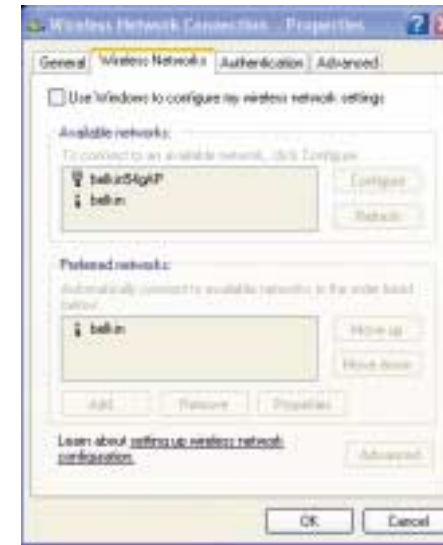 Wireless Network Connection - Properties
General Wireless Networks Authentication Advanced
Use Windows to configure my wireless network settings
Available networks:
To connect to an available network, click Configure
belkin54gAP
belkin
Configure
Refresh
Preferred networks:
Automatically connect to available networks in the order listed
below:
belkin
Move up
Move down
Add... Remove Properties
Learn about setting up wireless network
configuration.
Advanced
OK Cancel